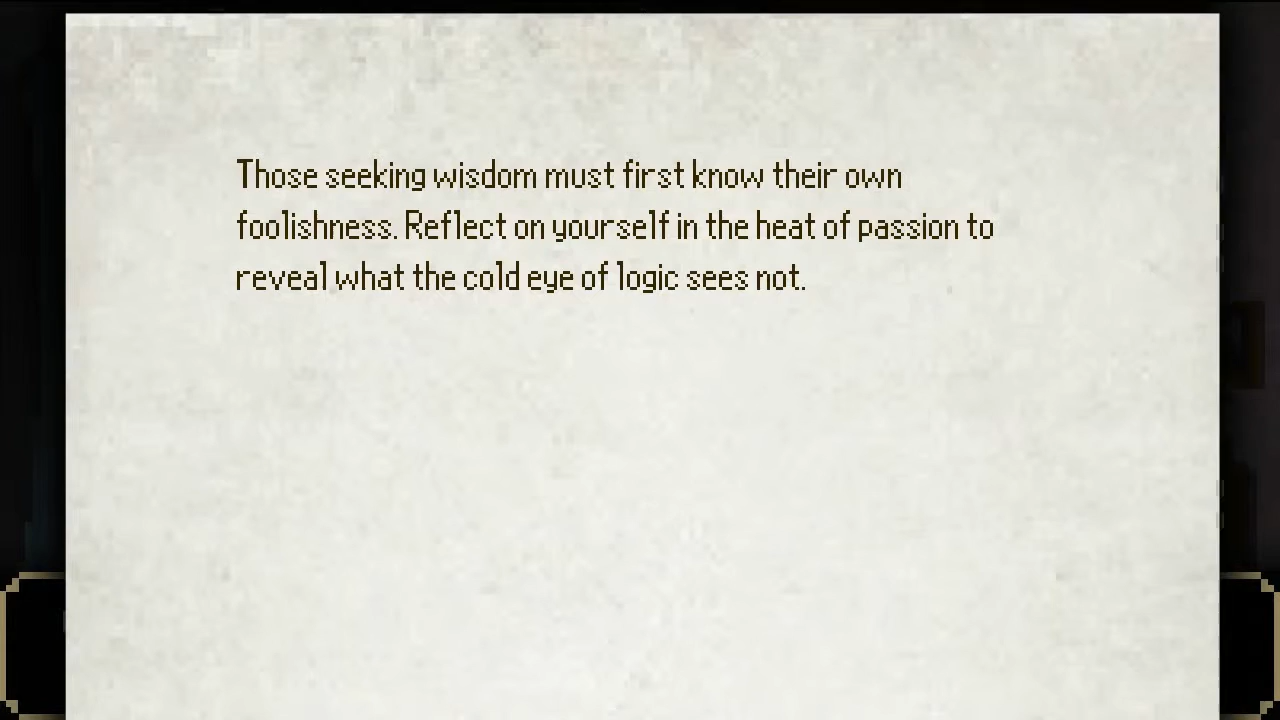 Those seeking wisdom must first know their own
foolishness. Reflect on yourself in the heat of passion to
reveal what the cold eye of logic sees not.